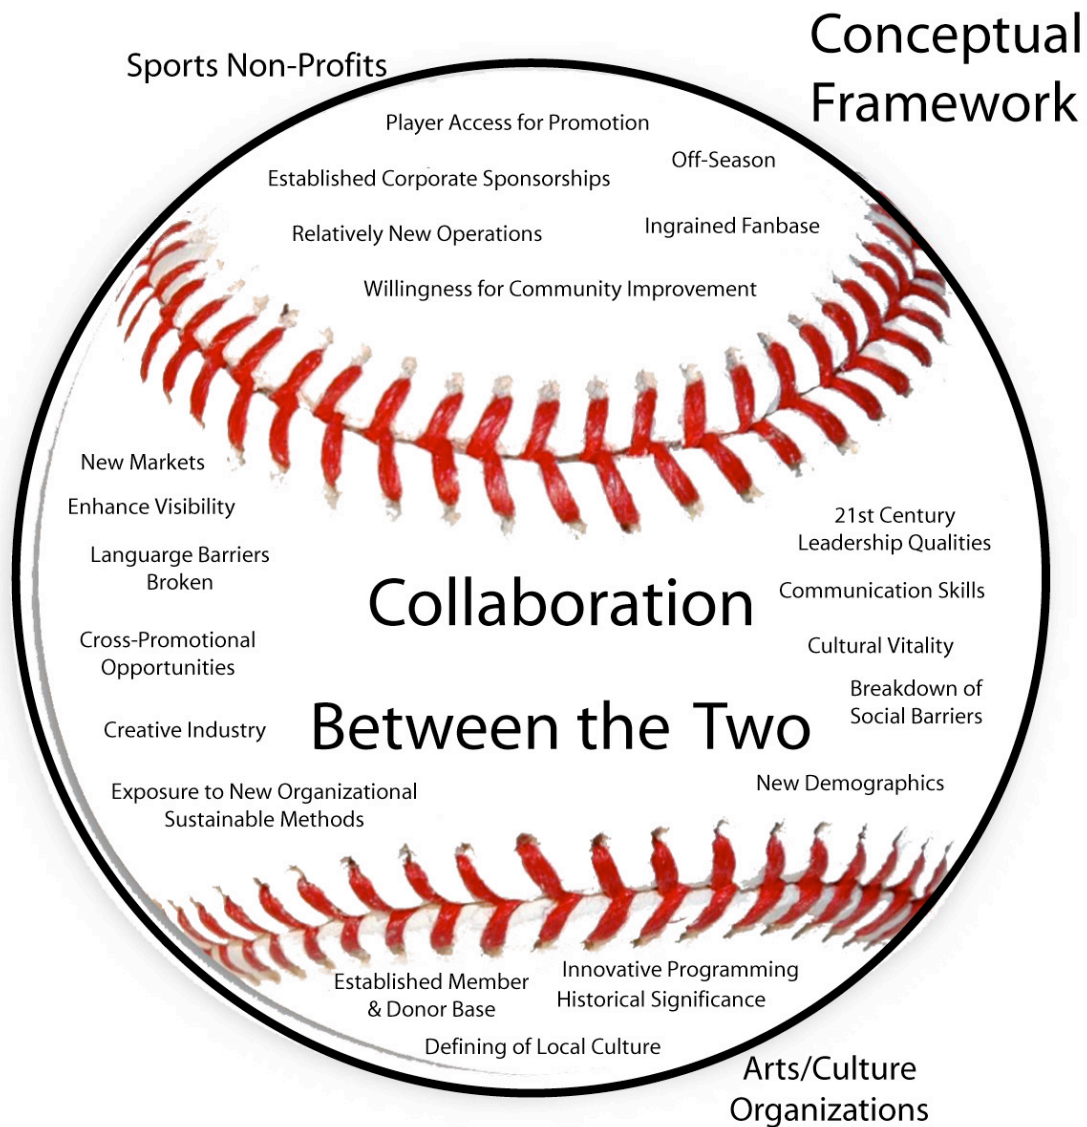 Conceptual
Framework
Sports Non-Profits
Player Access for Promotion
Off-Season
Established Corporate Sponsorships
Ingrained Fanbase
Relatively New Operations
Willingness for Community Improvement
New Markets
Enhance Visibility
Languarge Barriers
Broken
Cross-Promotional
Opportunities
Creative Industry
Exposure to New Organizational
Sustainable Methods
Collaboration
Between the Two
21st Century
Leadership Qualities
Communication Skills
Cultural Vitality
Breakdown of
Social Barriers
New Demographics
Established Member
& Donor Base
Innovative Programming
Historical Significance
Defining of Local Culture
Arts/Culture
Organizations